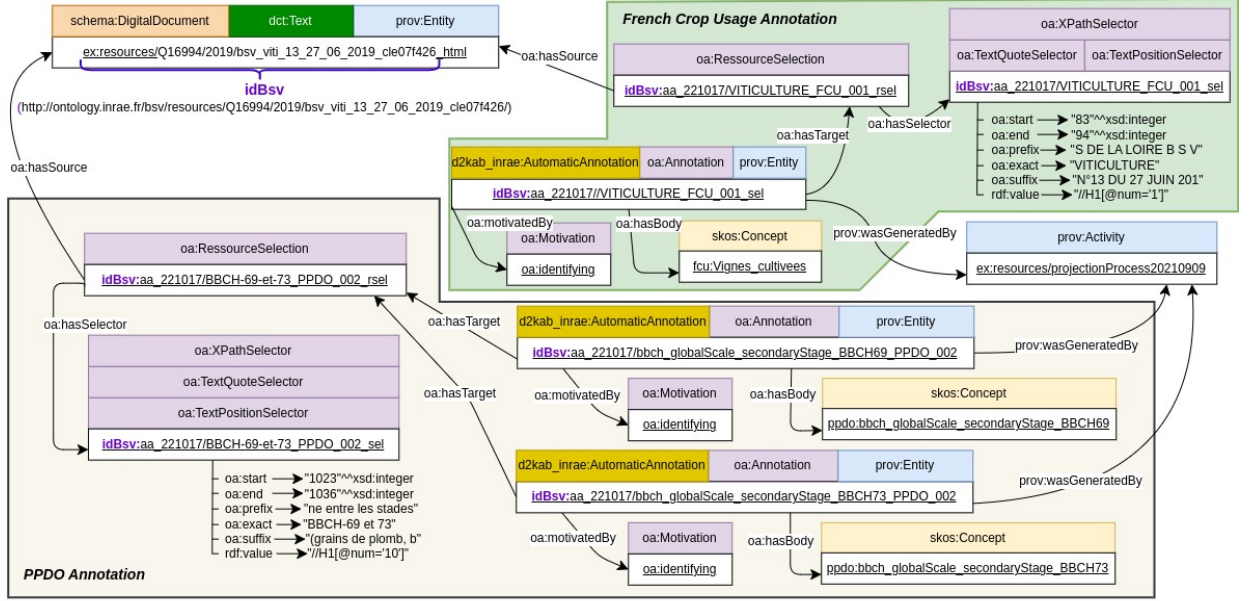 schema:DigitalDocument dct:Text prov:Entity
ex:resources/Q16994/2019/bsv_viti_13_27_06_2019_cle07f426_html
idBsv
(http://ontology.inrae.fr/bsv/resources/Q16994/2019/bsv_viti_13_27_06_2019_cle07f426/)
oa:hasSource
oa:hasSource
French Crop Usage Annotation
oa:RessourceSelection
idBsv:aa_221017/VITICULTURE_FCU_001_rsel
oa:XPathSelector
oa:TextQuoteSelector oa:TextPositionSelector
idBsv:aa_221017/VITICULTURE_FCU_001_sel
oa:hasTarget
oa:hasSelector
oa:start "83"^^xsd:integer
oa:end "94"^^xsd:integer
oa:prefix "S DE LA LOIRE B S V"
oa:exact "VITICULTURE"
oa:suffix "N°13 DU 27 JUIN 201"
rdf:value "//H1[@num='1']"
d2kab_inrae:AutomaticAnnotation oa:Annotation prov:Entity
idBsv:aa_221017//VITICULTURE_FCU_001_sel
oa:motivatedBy
oa:hasBody
prov:wasGeneratedBy
oa:Motivation
oa:identifying
skos:Concept
fcu:Vignes_cultivees
prov:Activity
ex:resources/projectionProcess20210909
oa:RessourceSelection
idBsv:aa_221017/BBCH-69-et-73_PPDO_002_rsel
oa:hasSelector
oa:XPathSelector
oa:TextQuoteSelector
oa:TextPositionSelector
idBsv:aa_221017/BBCH-69-et-73_PPDO_002_sel
oa:start "1023"^^xsd:integer
oa:end "1036"^^xsd:integer
oa:prefix "ne entre les stades"
oa:exact "BBCH-69 et 73"
oa:suffix "(grains de plomb, b"
rdf:value "//H1[@num='10']"
oa:hasTarget
oa:hasTarget
d2kab_inrae:AutomaticAnnotation oa:Annotation prov:Entity
idBsv:aa_221017/bbch_globalScale_secondaryStage_BBCH69_PPDO_002
prov:wasGeneratedBy
oa:motivatedBy
oa:hasBody
oa:Motivation
oa:identifying
skos:Concept
ppdo:bbch_globalScale_secondaryStage_BBCH69
d2kab_inrae:AutomaticAnnotation oa:Annotation prov:Entity
idBsv:aa_221017/bbch_globalScale_secondaryStage_BBCH73_PPDO_002
prov:wasGeneratedBy
oa:motivatedBy
oa:hasBody
oa:Motivation
oa:identifying
skos:Concept
ppdo:bbch_globalScale_secondaryStage_BBCH73
PPDO Annotation